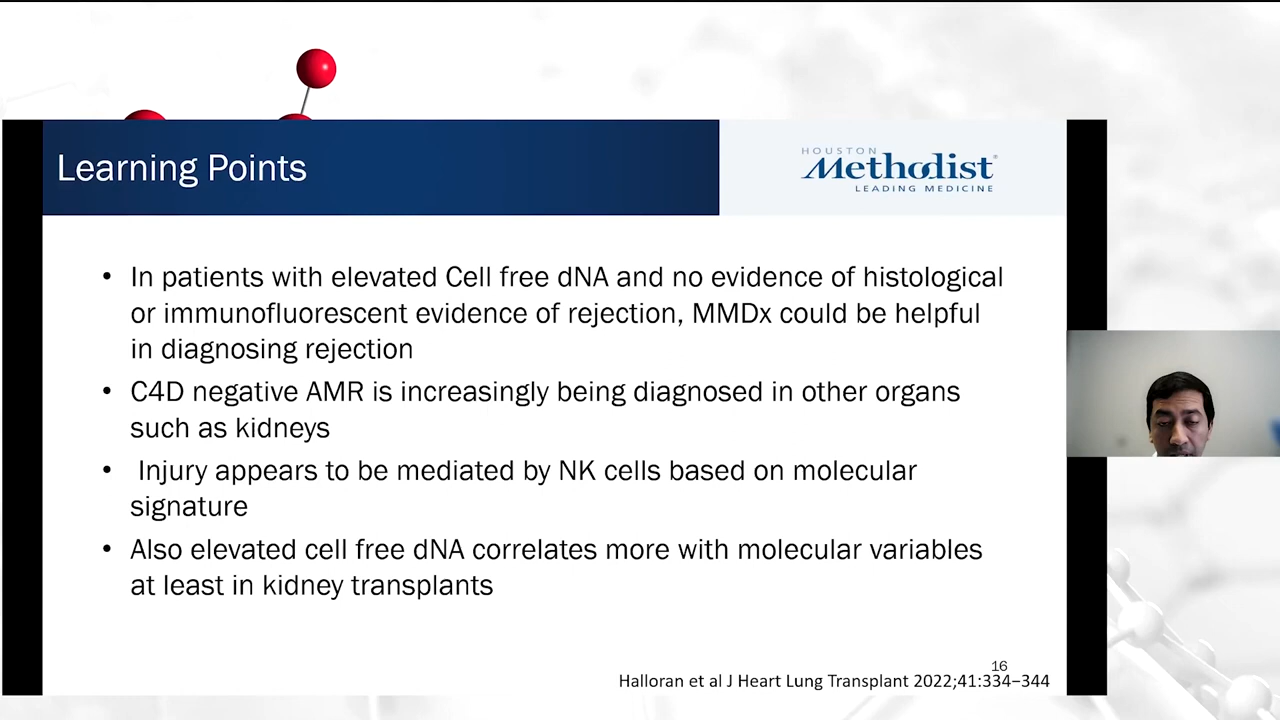 Learning Points
HOUSTON
Methodist®
LEADING MEDICINE
• In patients with elevated Cell free dNA and no evidence of histological
or immunofluorescent evidence of rejection, MMDx could be helpful
in diagnosing rejection
• C4D negative AMR is increasingly being diagnosed in other organs
such as kidneys
• Injury appears to be mediated by NK cells based on molecular
signature
• Also elevated cell free dNA correlates more with molecular variables
at least in kidney transplants
16
Halloran et al J Heart Lung Transplant 2022;41:334−344